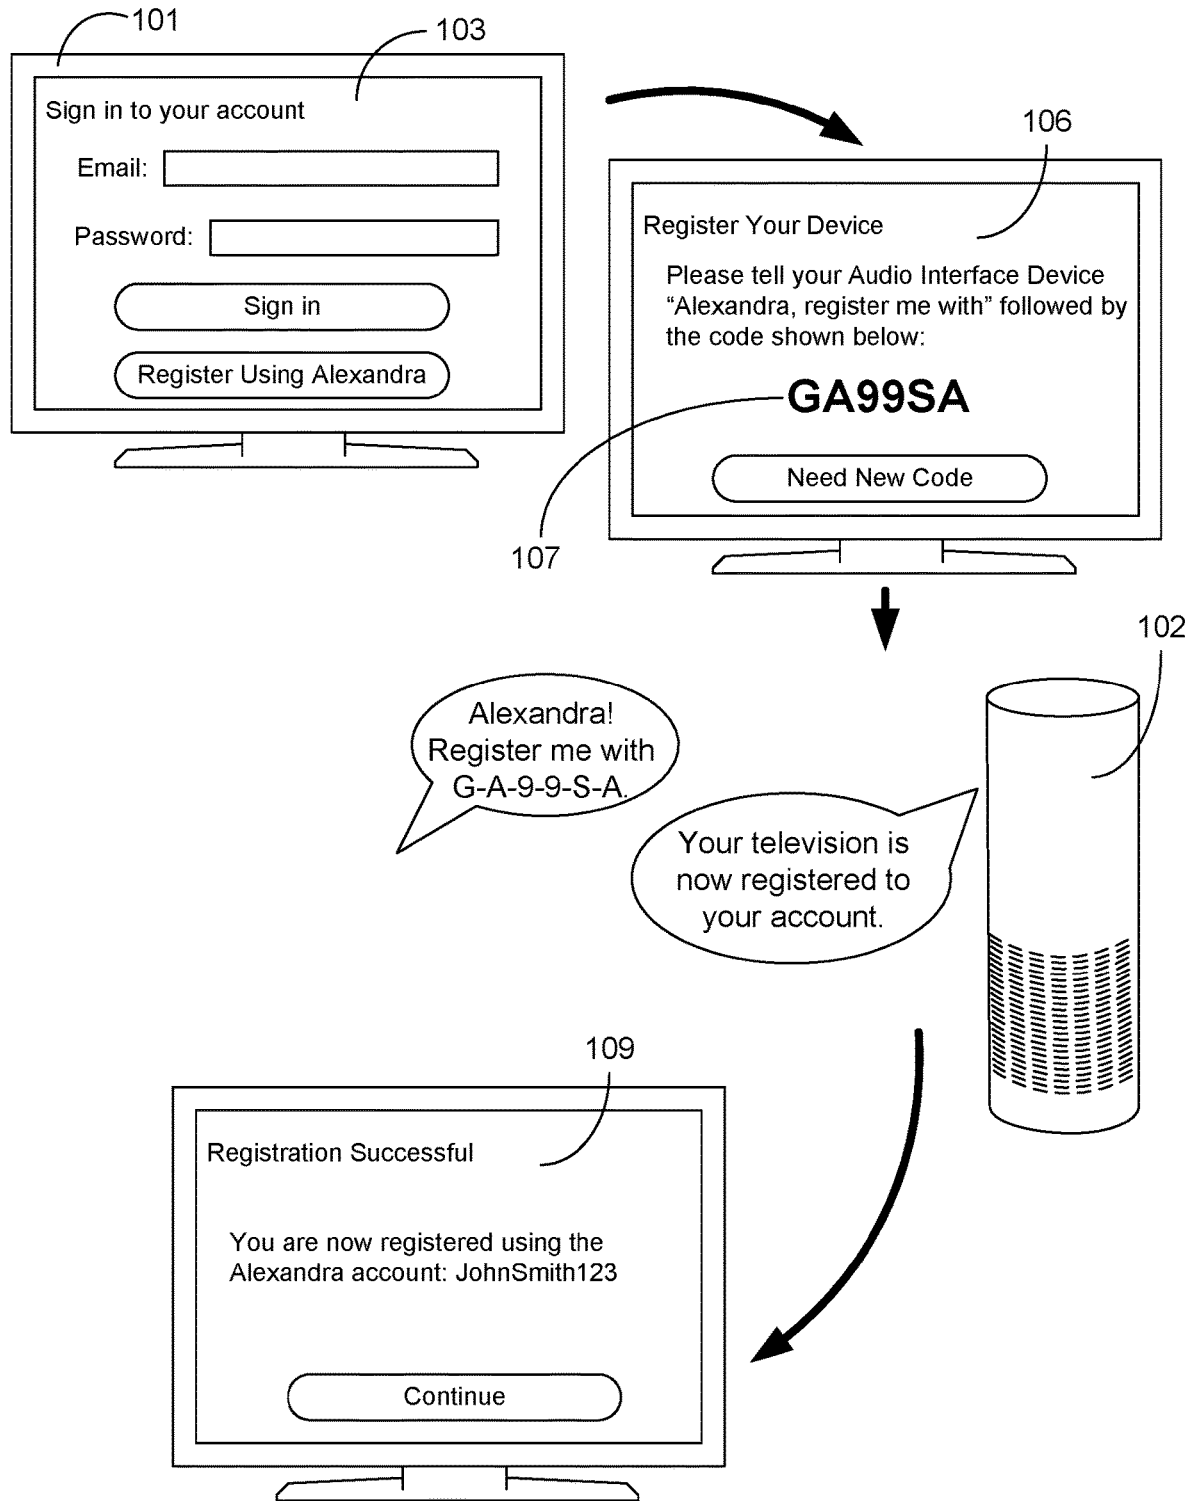 101
103
Sign in to your account
Email:
Password:
Sign in
Register Using Alexandra
106
Register Your Device
Please tell your Audio Interface Device
“Alexandra, register me with” followed by
the code shown below:
GA99SA
Need New Code
107
102
Alexandra!
Register me with
G-A-9-9-S-A.
Your television is
now registered to
your account.
109
Registration Successful
You are now registered using the
Alexandra account: JohnSmith123
Continue